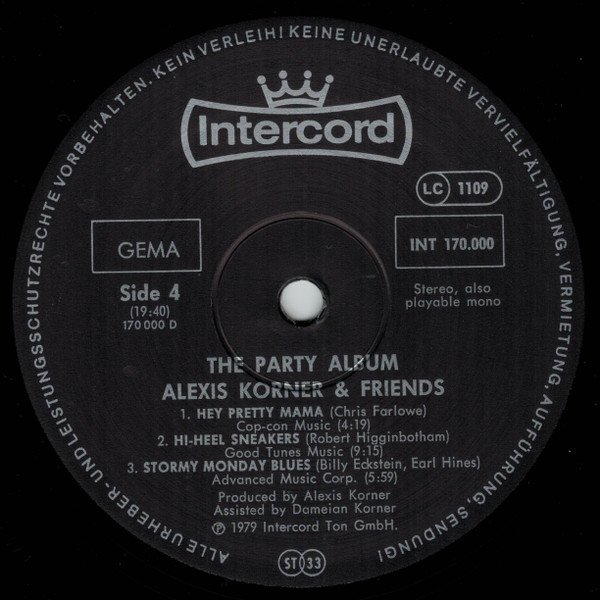 ALLE URHEBER- UND LEISTUNGSSCHUTZRECHTE VORBEHALTEN. KEIN VERLEIH! KEINE UNERLAUBTE VERVIELFÄLTIGUNG, VERMIETUNG, AUFFÜHRUNG, SENDUNG!
Intercord
LC 1109
GEMA
INT 170.000
Side 4
(19:40)
170 000 D
Stereo, also
playable mono
THE PARTY ALBUM
ALEXIS KORNER & FRIENDS
1. HEY PRETTY MAMA (Chris Farlowe)
Cop-con Music (4:19)
2. HI-HEEL SNEAKERS (Robert Higginbotham)
Good Tunes Music (9:15)
3. STORMY MONDAY BLUES (Billy Eckstein, Earl Hines)
Advanced Music Corp. (5:59)
Produced by Alexis Korner
Assisted by Dameian Korner
℗ 1979 Intercord Ton GmbH.
ST 33